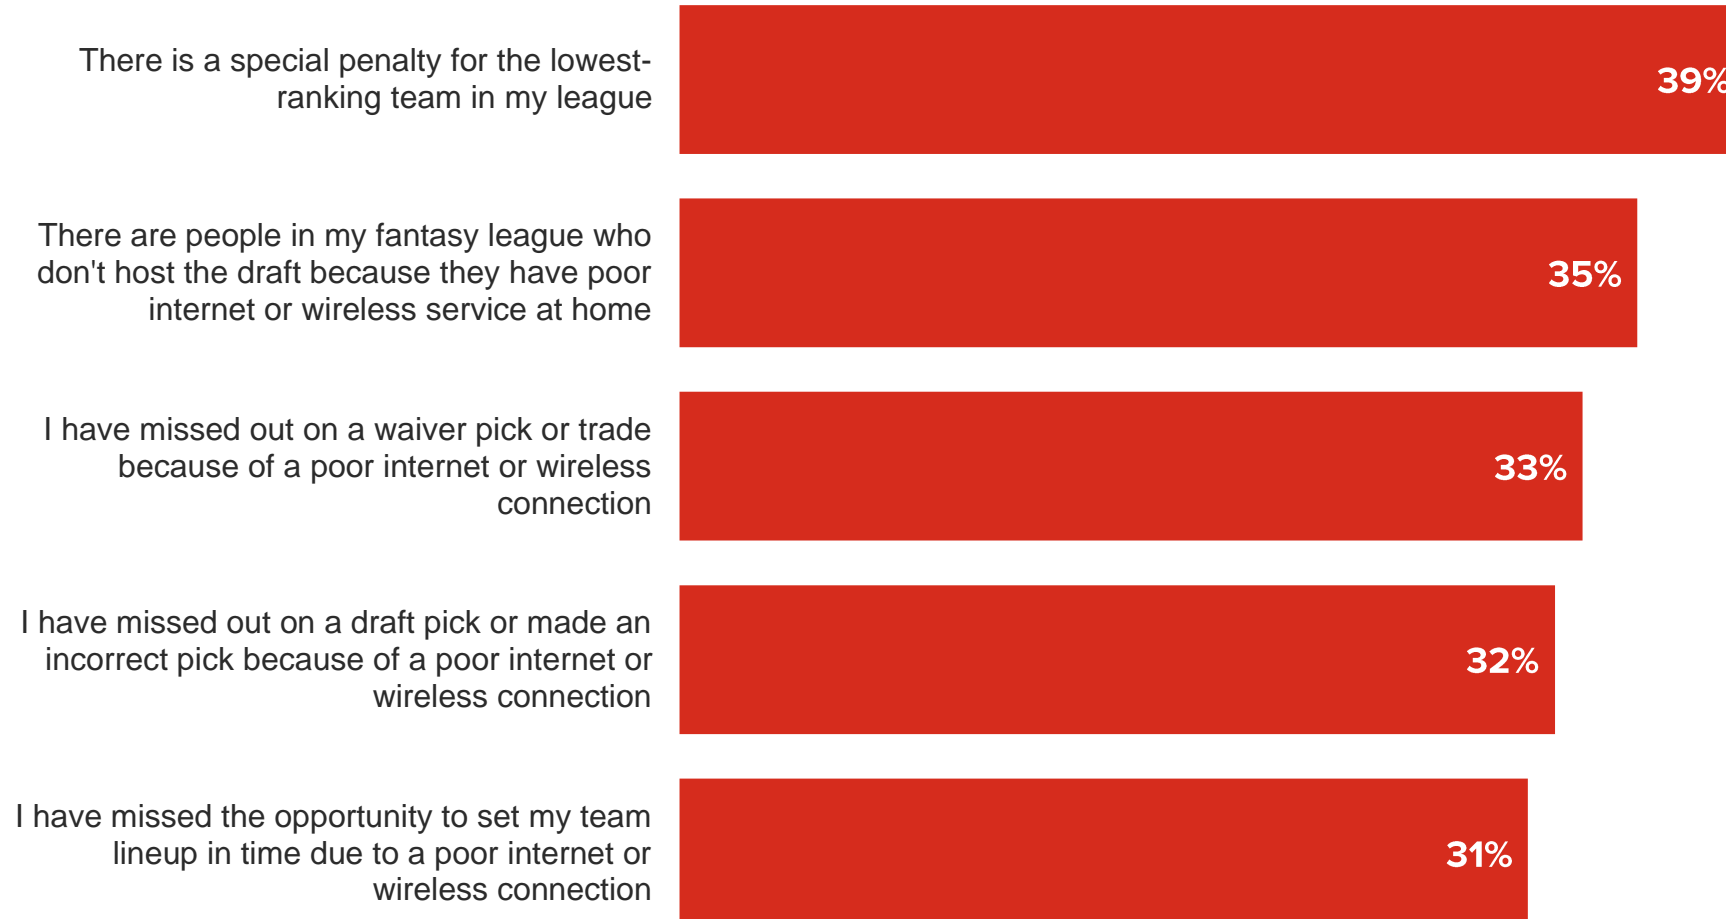 There is a special penalty for the lowest-
ranking team in my league
39%
There are people in my fantasy league who
don't host the draft because they have poor
internet or wireless service at home
35%
I have missed out on a waiver pick or trade
because of a poor internet or wireless
connection
33%
I have missed out on a draft pick or made an
incorrect pick because of a poor internet or
wireless connection
32%
I have missed the opportunity to set my team
lineup in time due to a poor internet or
wireless connection
31%